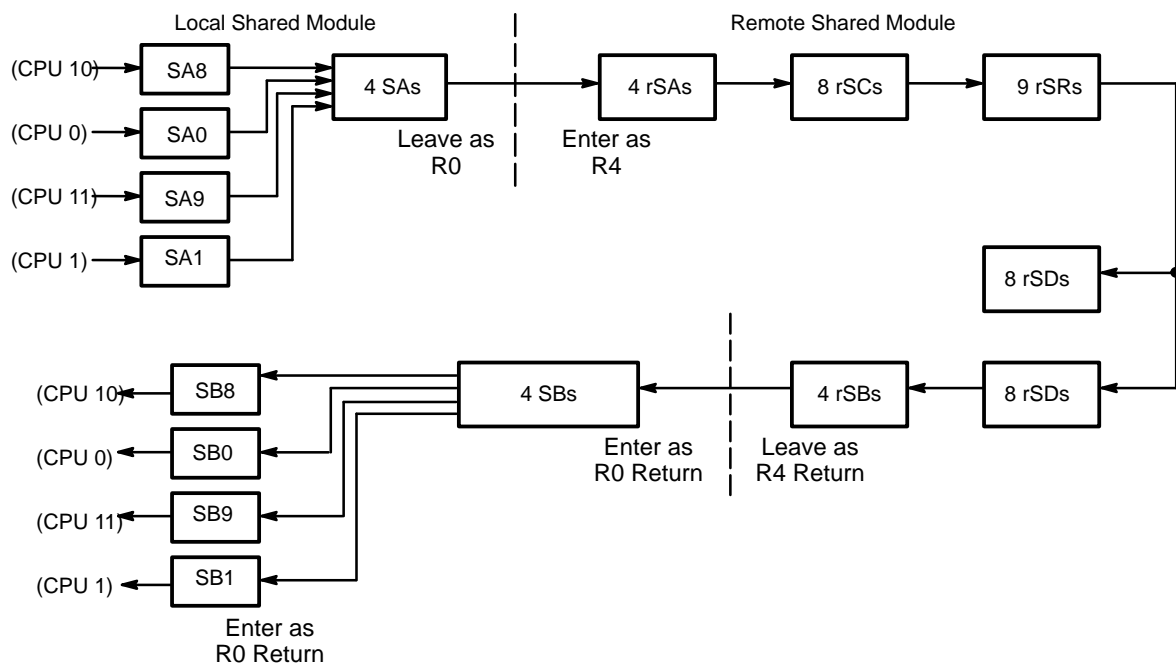 Local Shared Module
Remote Shared Module
(CPU 10)
SA8
4 SAs
4 rSAs
8 rSCs
9 rSRs
(CPU 0)
SA0
Leave as
R0
Enter as
R4
(CPU 11)
SA9
(CPU 1)
SA1
8 rSDs
(CPU 10)
SB8
4 SBs
4 rSBs
8 rSDs
(CPU 0)
SB0
Enter as
R0 Return
Leave as
R4 Return
(CPU 11)
SB9
(CPU 1)
SB1
Enter as
R0 Return